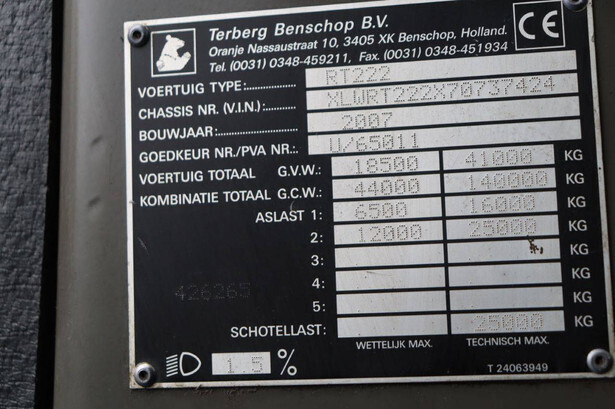 Terberg Benschop B.V.
Oranje Nassaustraat 10, 3405 XK Benschop, Holland.
Tel. (0031) 0348-459211, Fax. (0031) 0348-451934
CE
VOERTUIG TYPE: RT222
CHASSIS NR. (V.I.N.) XLWRT222X70737424
BOUWJAAR: 2007
GOEDKEUR NR./PVA NR.: U/65011
VOERTUIG TOTAAL G.V.W.: 18500 41000 KG
KOMBINATIE TOTAAL G.C.W.: 44000 140000 KG
ASLAST 1: 6500 16000 KG
2: 12000 25000 KG
3: KG
4: KG
5: KG
SCHOTELLAST: 25000 KG
WETTELIJK MAX. TECHNISCH MAX.
426265
1.5 %
T 24063949